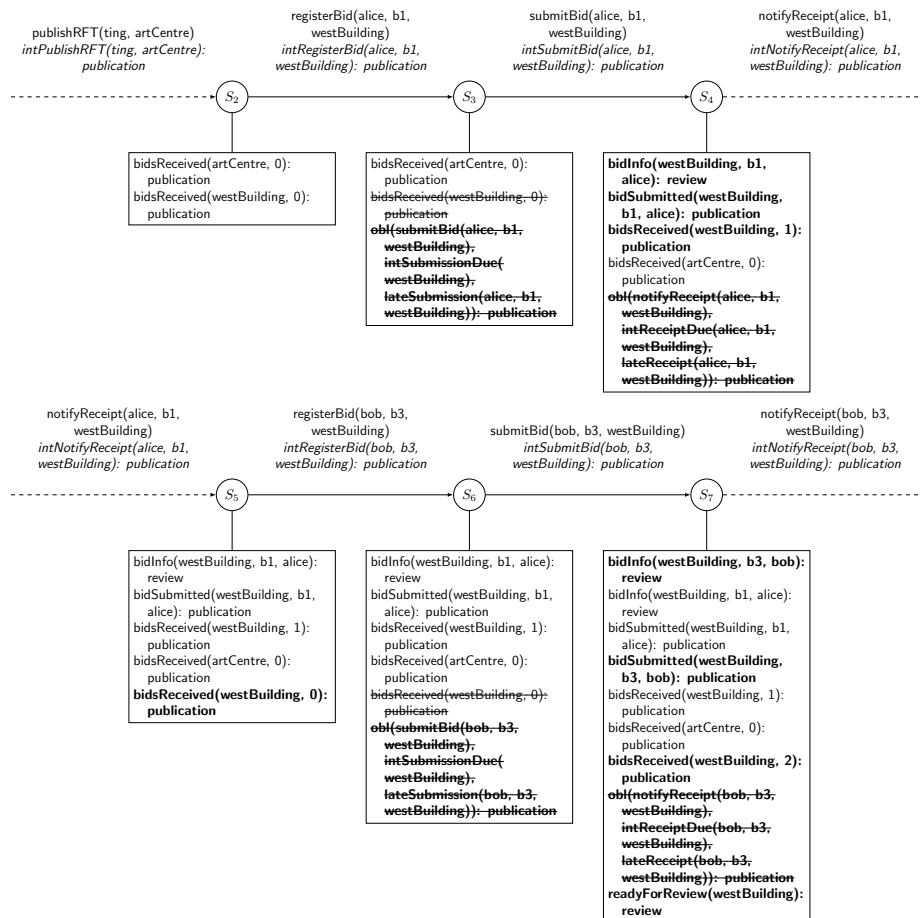 publishRFT(ting, artCentre)
intPublishRFT(ting, artCentre):
publication
registerBid(alice, b1,
westBuilding)
intRegisterBid(alice, b1,
westBuilding): publication
submitBid(alice, b1,
westBuilding)
intSubmitBid(alice, b1,
westBuilding): publication
notifyReceipt(alice, b1,
westBuilding)
intNotifyReceipt(alice, b1,
westBuilding): publication
S2
S3
S4
bidsReceived(artCentre, 0):
publication
bidsReceived(westBuilding, 0):
publication
bidsReceived(artCentre, 0):
publication
bidsReceived(westBuilding, 0):
publication
obl(submitBid(alice, b1,
westBuilding),
intSubmissionDue(
westBuilding),
lateSubmission(alice, b1,
westBuilding)): publication
bidInfo(westBuilding, b1,
alice): review
bidSubmitted(westBuilding,
b1, alice): publication
bidsReceived(westBuilding, 1):
publication
bidsReceived(artCentre, 0):
publication
obl(notifyReceipt(alice, b1,
westBuilding),
intReceiptDue(alice, b1,
westBuilding),
lateReceipt(alice, b1,
westBuilding)): publication
notifyReceipt(alice, b1,
westBuilding)
intNotifyReceipt(alice, b1,
westBuilding): publication
registerBid(bob, b3,
westBuilding)
intRegisterBid(bob, b3,
westBuilding): publication
submitBid(bob, b3, westBuilding)
intSubmitBid(bob, b3,
westBuilding): publication
notifyReceipt(bob, b3,
westBuilding)
intNotifyReceipt(bob, b3,
westBuilding): publication
S5
S6
S7
bidInfo(westBuilding, b1, alice):
review
bidSubmitted(westBuilding, b1,
alice): publication
bidsReceived(westBuilding, 1):
publication
bidsReceived(artCentre, 0):
publication
bidsReceived(westBuilding, 0):
publication
bidInfo(westBuilding, b1, alice):
review
bidSubmitted(westBuilding, b1,
alice): publication
bidsReceived(westBuilding, 1):
publication
bidsReceived(artCentre, 0):
publication
bidsReceived(westBuilding, 0):
publication
obl(submitBid(bob, b3,
westBuilding),
intSubmissionDue(
westBuilding),
lateSubmission(bob, b3,
westBuilding)): publication
bidInfo(westBuilding, b3, bob):
review
bidInfo(westBuilding, b1, alice):
review
bidSubmitted(westBuilding, b1,
alice): publication
bidSubmitted(westBuilding,
b3, bob): publication
bidsReceived(westBuilding, 1):
publication
bidsReceived(artCentre, 0):
publication
bidsReceived(westBuilding, 2):
publication
obl(notifyReceipt(bob, b3,
westBuilding),
intReceiptDue(bob, b3,
westBuilding),
lateReceipt(bob, b3,
westBuilding)): publication
readyForReview(westBuilding):
review